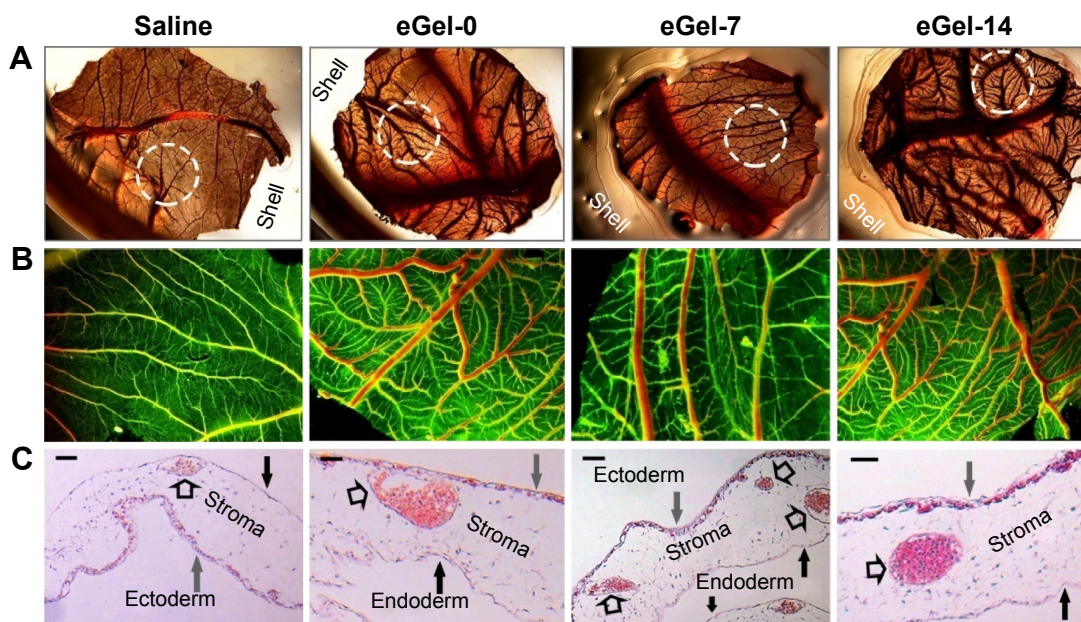 Saline eGel-0 eGel-7 eGel-14
A
Shell
Shell
Shell
Shell
B
C
Stroma
Ectoderm
Stroma
Endoderm
Ectoderm
Stroma
Endoderm
Stroma